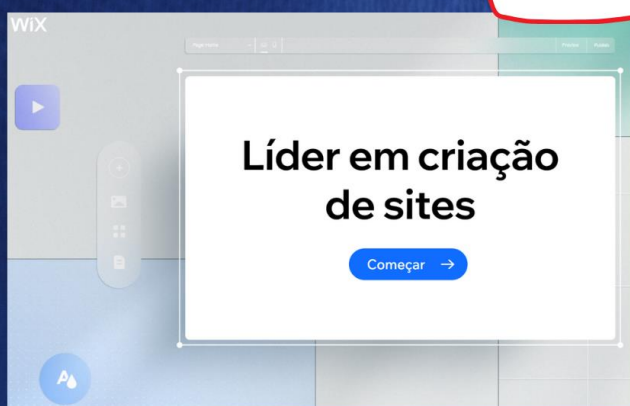 WiX
Líder em criação
de sites
Começar →